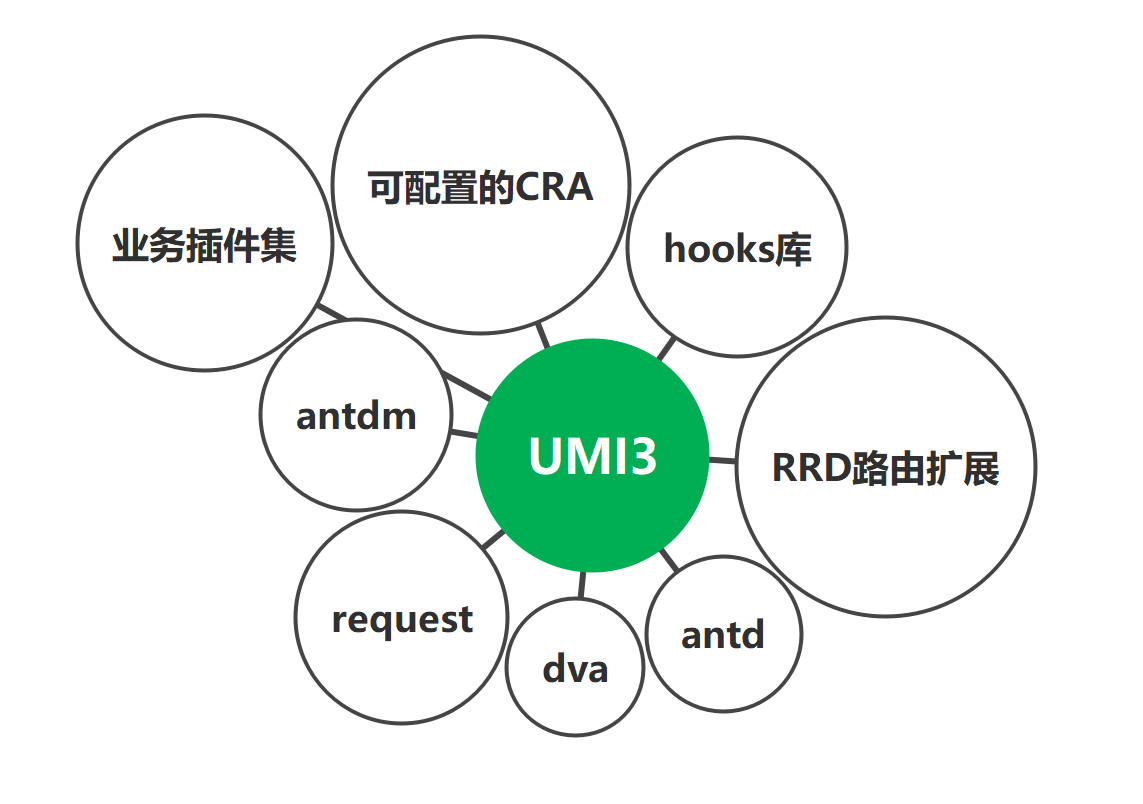 可配置的CRA
业务插件集
hooks库
antdm
UMI3
RRD路由扩展
request
dva
antd